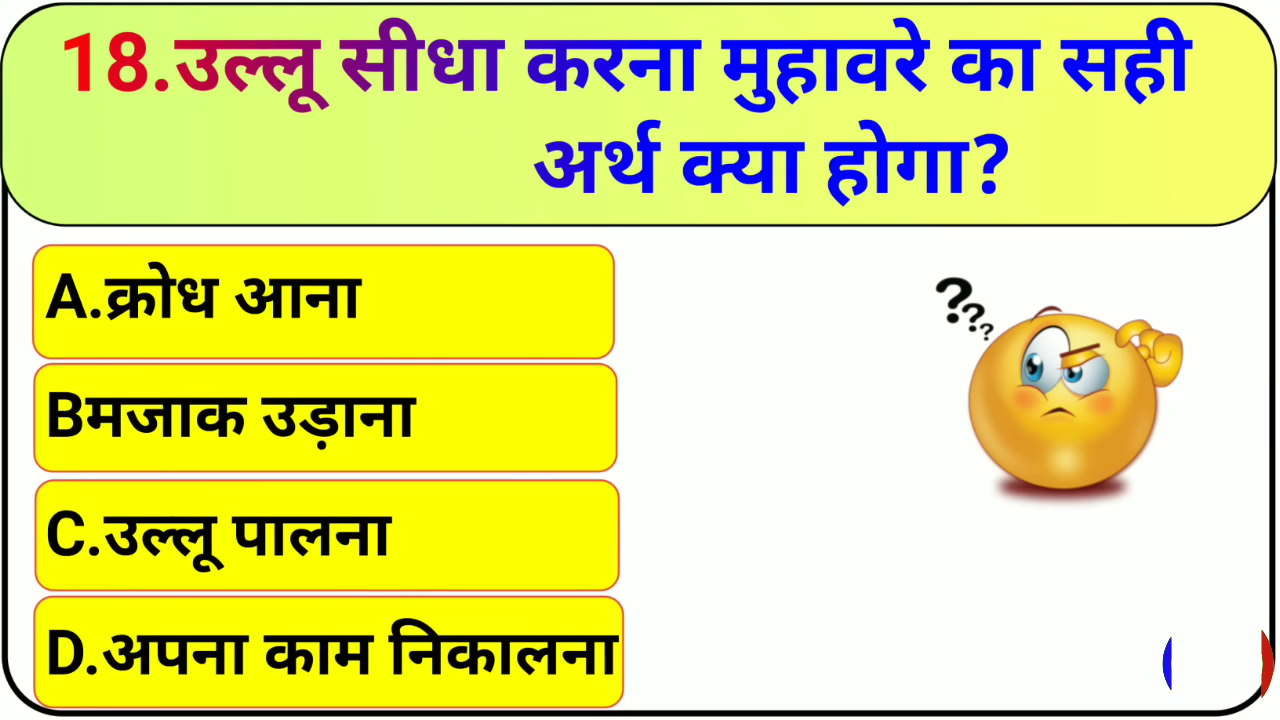 18.उल्लू सीधा करना मुहावरे का सही
अर्थ क्या होगा?
A.क्रोध आना
Bमजाक उड़ाना
C.उल्लू पालना
D.अपना काम निकालना
???